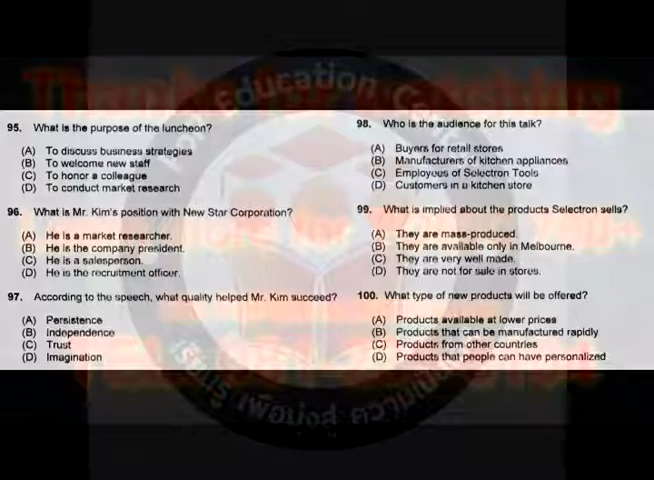 95. What is the purpose of the luncheon?
(A) To discuss business strategies
(B) To welcome new staff
(C) To honor a colleague
(D) To conduct market research
96. What is Mr. Kim's position with New Star Corporation?
(A) He is a market researcher.
(B) He is the company president.
(C) He is a salesperson.
(D) He is the recruitment officer.
97. According to the speech, what quality helped Mr. Kim succeed?
(A) Persistence
(B) Independence
(C) Trust
(D) Imagination
98. Who is the audience for this talk?
(A) Buyers for retail stores
(B) Manufacturers of kitchen appliances
(C) Employees of Selectron Tools
(D) Customers in a kitchen store
99. What is implied about the products Selectron sells?
(A) They are mass-produced.
(B) They are available only in Melbourne.
(C) They are very well made.
(D) They are not for sale in stores.
100. What type of new products will be offered?
(A) Products available at lower prices
(B) Products that can be manufactured rapidly
(C) Products from other countries
(D) Products that people can have personalized
Education